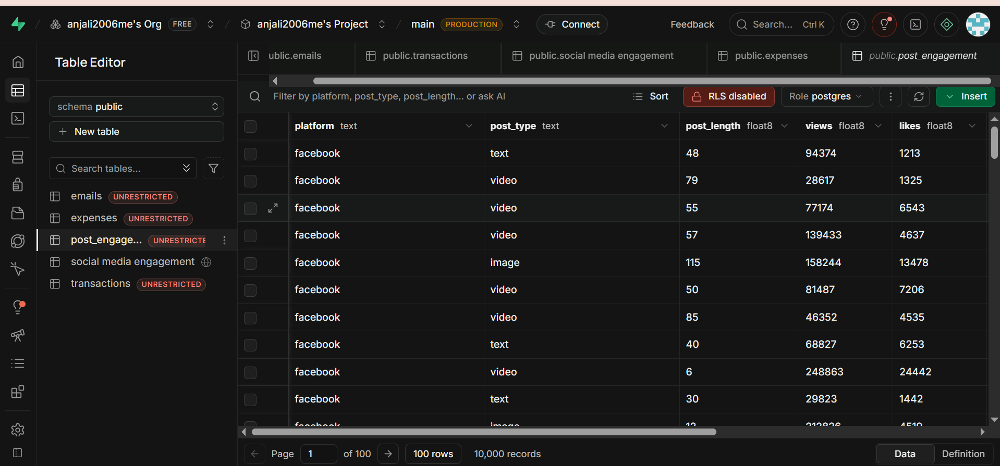 anjali2006me's Org FREE anjali2006me's Project main PRODUCTION Connect Feedback Search... Ctrl K
Table Editor
schema public
New table
Search tables...
emails UNRESTRICTED
expenses UNRESTRICTED
post_engage... UNRESTRICTE
social media engagement
transactions UNRESTRICTED
ublic.emails public.transactions public.social media engagement public.expenses public.post_engagement
Filter by platform, post_type, post_length... or ask AI Sort RLS disabled Role postgres Insert
platform text post_type text post_length float8 views float8 likes float8
facebook text 48 94374 1213
facebook video 79 28617 1325
facebook video 55 77174 6543
facebook video 57 139433 4637
facebook image 115 158244 13478
facebook video 50 81487 7206
facebook video 85 46352 4535
facebook text 40 68827 6253
facebook video 6 248863 24442
facebook text 30 29823 1442
facebook image 12 212826 4519
Page 1 of 100 100 rows 10,000 records Data Definition